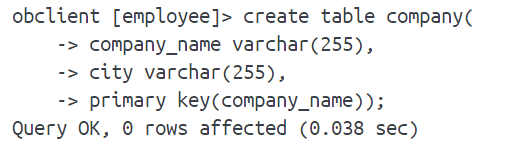 obclient [employee]> create table company(
    -> company_name varchar(255),
    -> city varchar(255),
    -> primary key(company_name));
Query OK, 0 rows affected (0.038 sec)